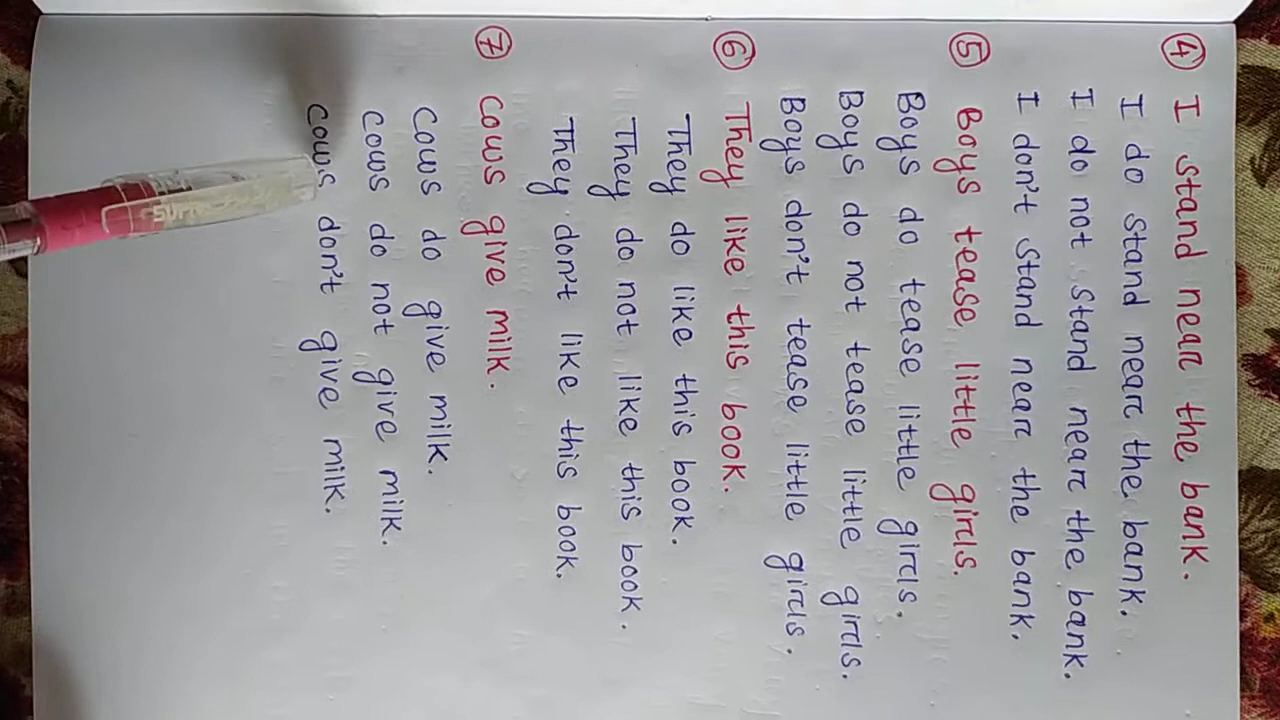 ④ I stand near the bank.
I do stand near the bank.
I do not stand near the bank.
I don't stand near the bank.
⑤ Boys tease little girls.
Boys do tease little girls.
Boys do not tease little girls.
Boys don't tease little girls.
⑥ They like this book.
They do like this book.
They do not like this book.
They don't like this book.
⑦ Cows give milk.
Cows do give milk.
Cows do not give milk.
Cows don't give milk.